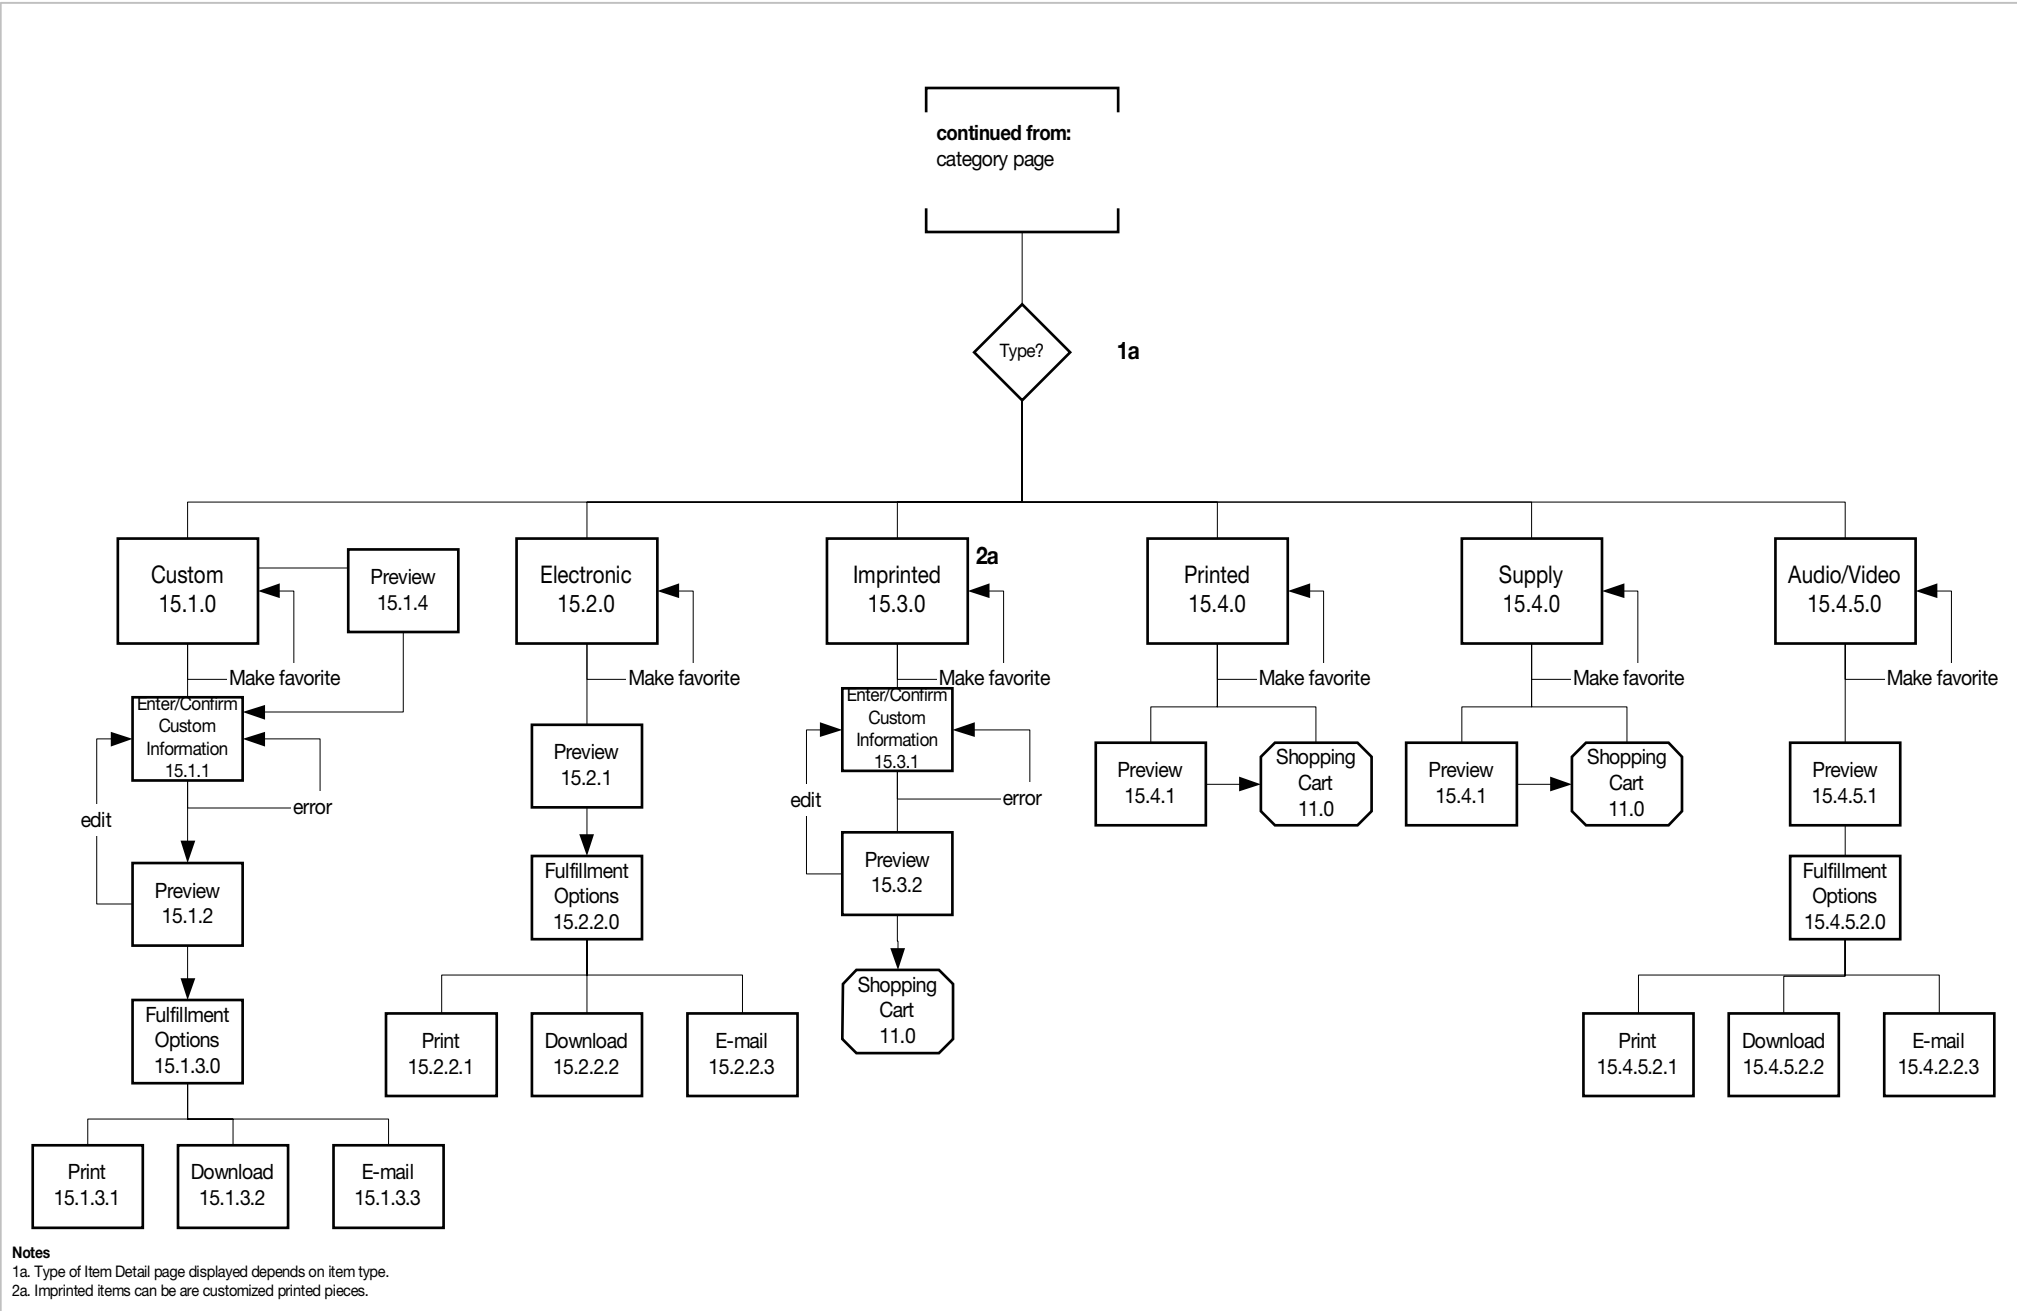 continued from:
category page
Type?
1a
Custom
15.1.0
Preview
15.1.4
Make favorite
Enter/Confirm
Custom
Information
15.1.1
error
edit
Preview
15.1.2
Fulfillment
Options
15.1.3.0
Print
15.1.3.1
Download
15.1.3.2
E-mail
15.1.3.3
Electronic
15.2.0
Make favorite
Preview
15.2.1
Fulfillment
Options
15.2.2.0
Print
15.2.2.1
Download
15.2.2.2
E-mail
15.2.2.3
Imprinted
15.3.0
2a
Make favorite
Enter/Confirm
Custom
Information
15.3.1
error
edit
Preview
15.3.2
Shopping
Cart
11.0
Printed
15.4.0
Make favorite
Preview
15.4.1
Shopping
Cart
11.0
Supply
15.4.0
Make favorite
Preview
15.4.1
Shopping
Cart
11.0
Audio/Video
15.4.5.0
Make favorite
Preview
15.4.5.1
Fulfillment
Options
15.4.5.2.0
Print
15.4.5.2.1
Download
15.4.5.2.2
E-mail
15.4.2.2.3
Notes
1a. Type of Item Detail page displayed depends on item type.
2a. Imprinted items can be are customized printed pieces.